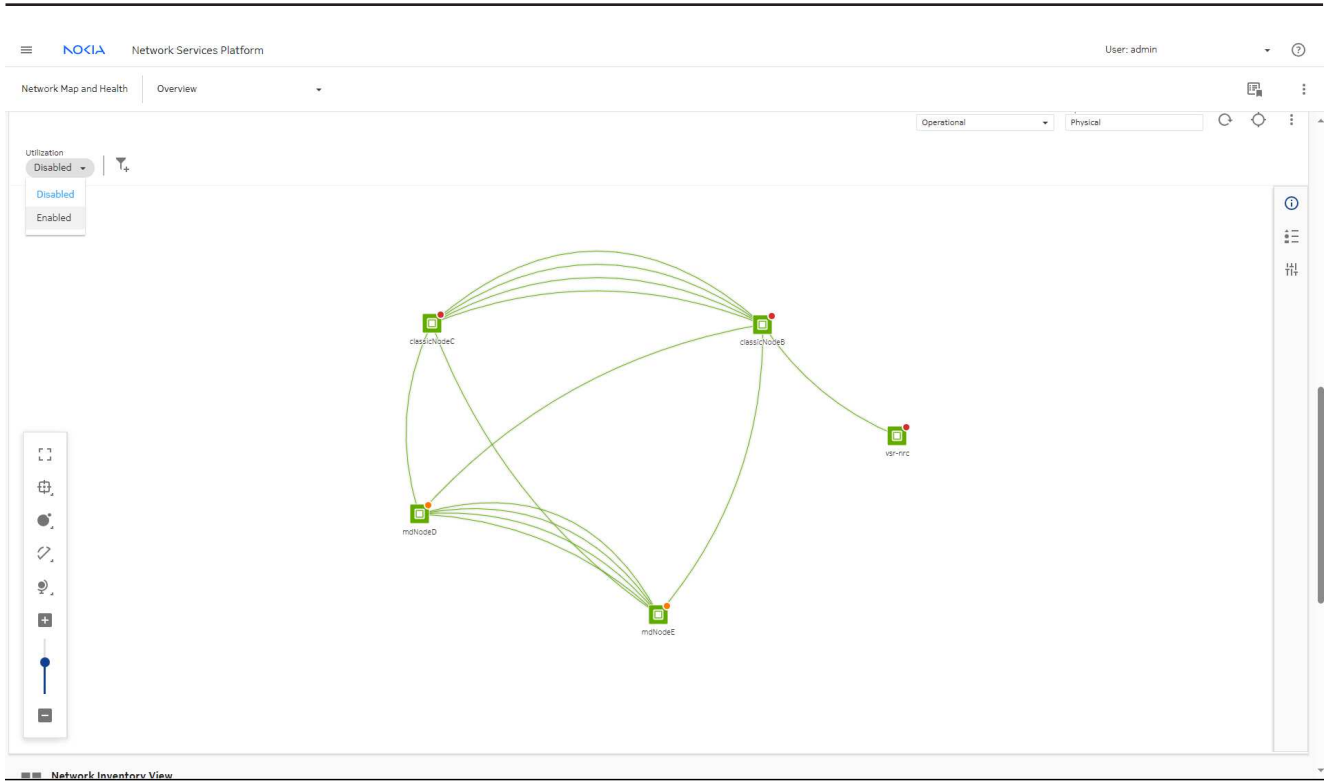 NOKIA Network Services Platform User: admin
Network Map and Health Overview
Operational Physical
Utilization
Disabled
Disabled
Enabled
classicNodeC
classicNodeB
vsr-nrc
mdNodeD
mdNodeE
Network Inventory View